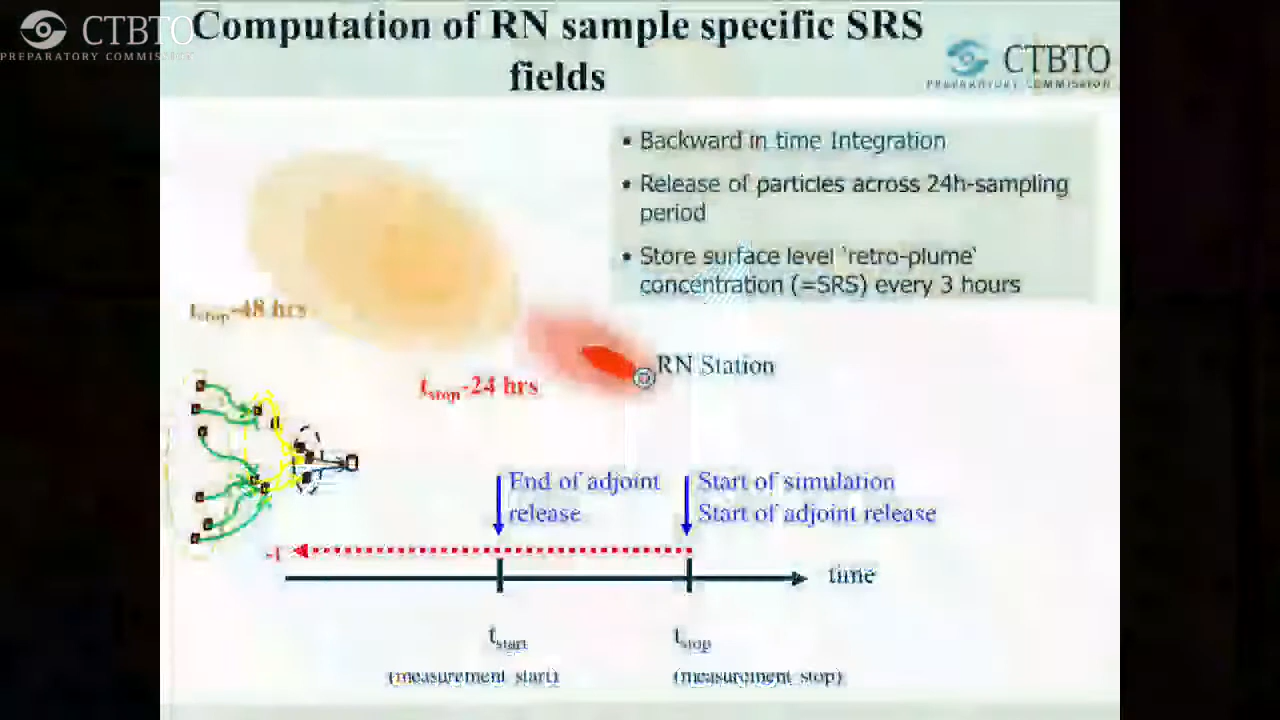 CTBTO
PREPARATORY COMMISSION
Computation of RN sample specific SRS
fields
CTBTO
PREPARATORY COMMISSION
▪ Backward in time Integration
▪ Release of particles across 24h-sampling
period
▪ Store surface level `retro-plume`
concentration (=SRS) every 3 hours
tstop-48 hrs
RN Station
tstop-24 hrs
End of adjoint
release
Start of simulation
Start of adjoint release
time
tstart
(measurement start)
tstop
(measurement stop)